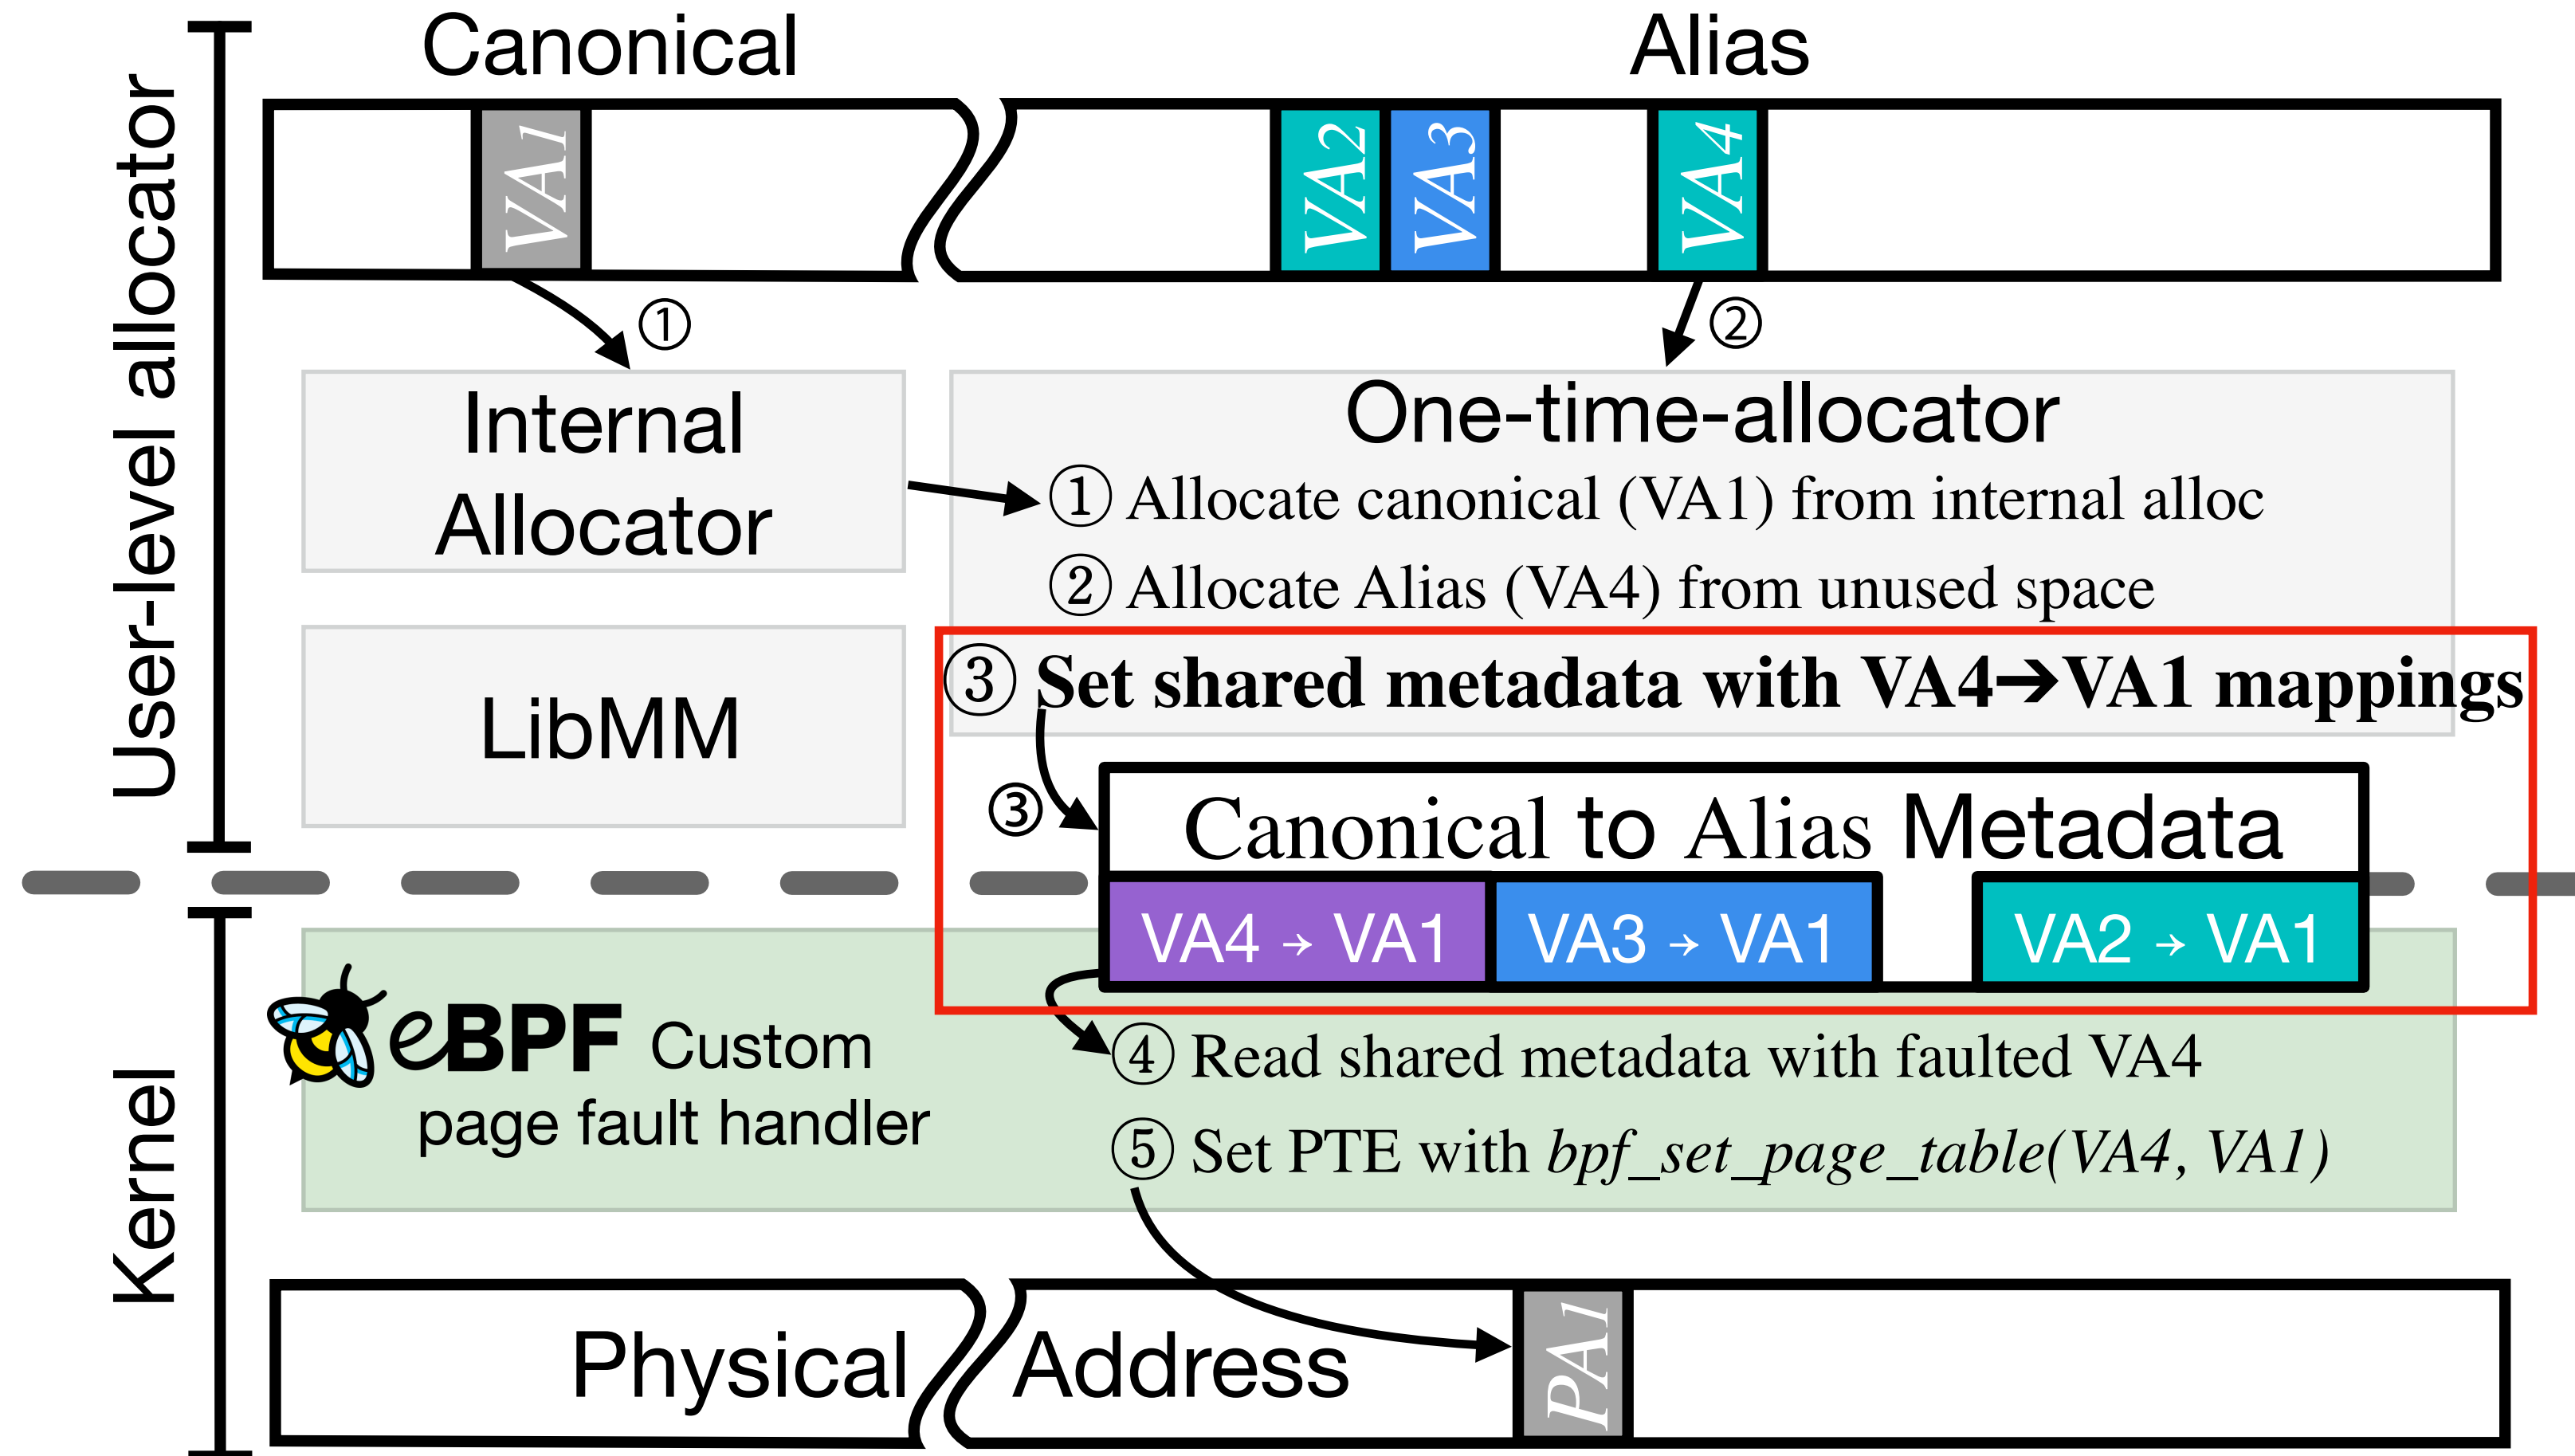 Canonical
Alias
User-level allocator
VA1
VA2
VA3
VA4
①
②
Internal
Allocator
One-time-allocator
① Allocate canonical (VA1) from internal alloc
② Allocate Alias (VA4) from unused space
③ Set shared metadata with VA4➔VA1 mappings
LibMM
③
Canonical to Alias Metadata
VA4 → VA1
VA3 → VA1
VA2 → VA1
Kernel
eBPF Custom
page fault handler
④ Read shared metadata with faulted VA4
⑤ Set PTE with bpf_set_page_table(VA4, VA1)
Physical Address
PA1